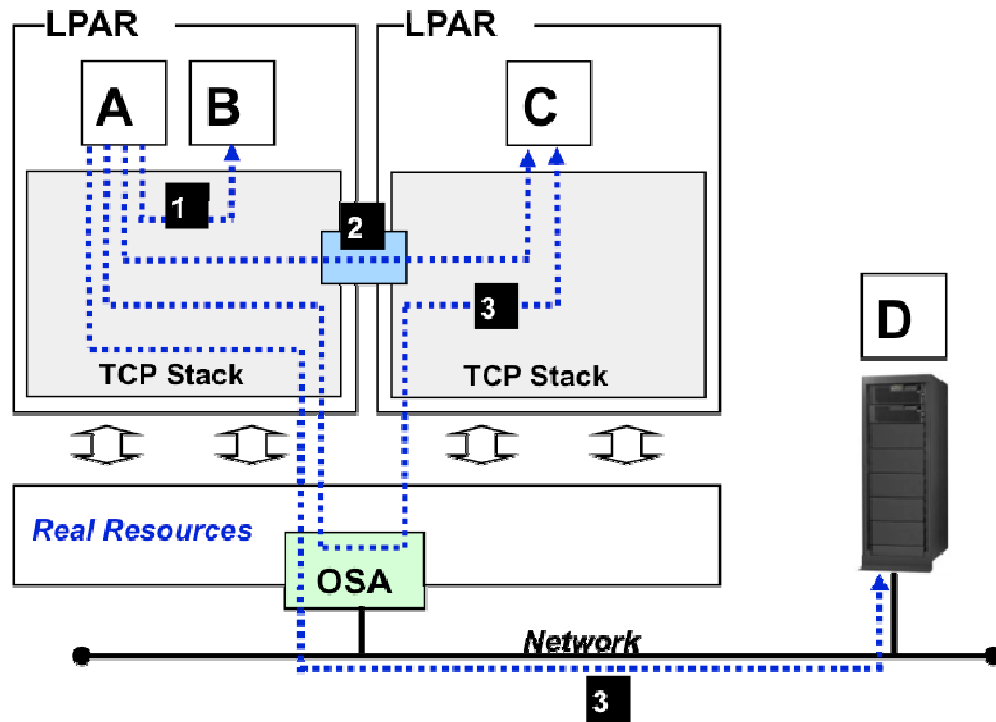 LPAR
LPAR
A
B
C
1
2
3
D
TCP Stack
TCP Stack
Real Resources
OSA
Network
3